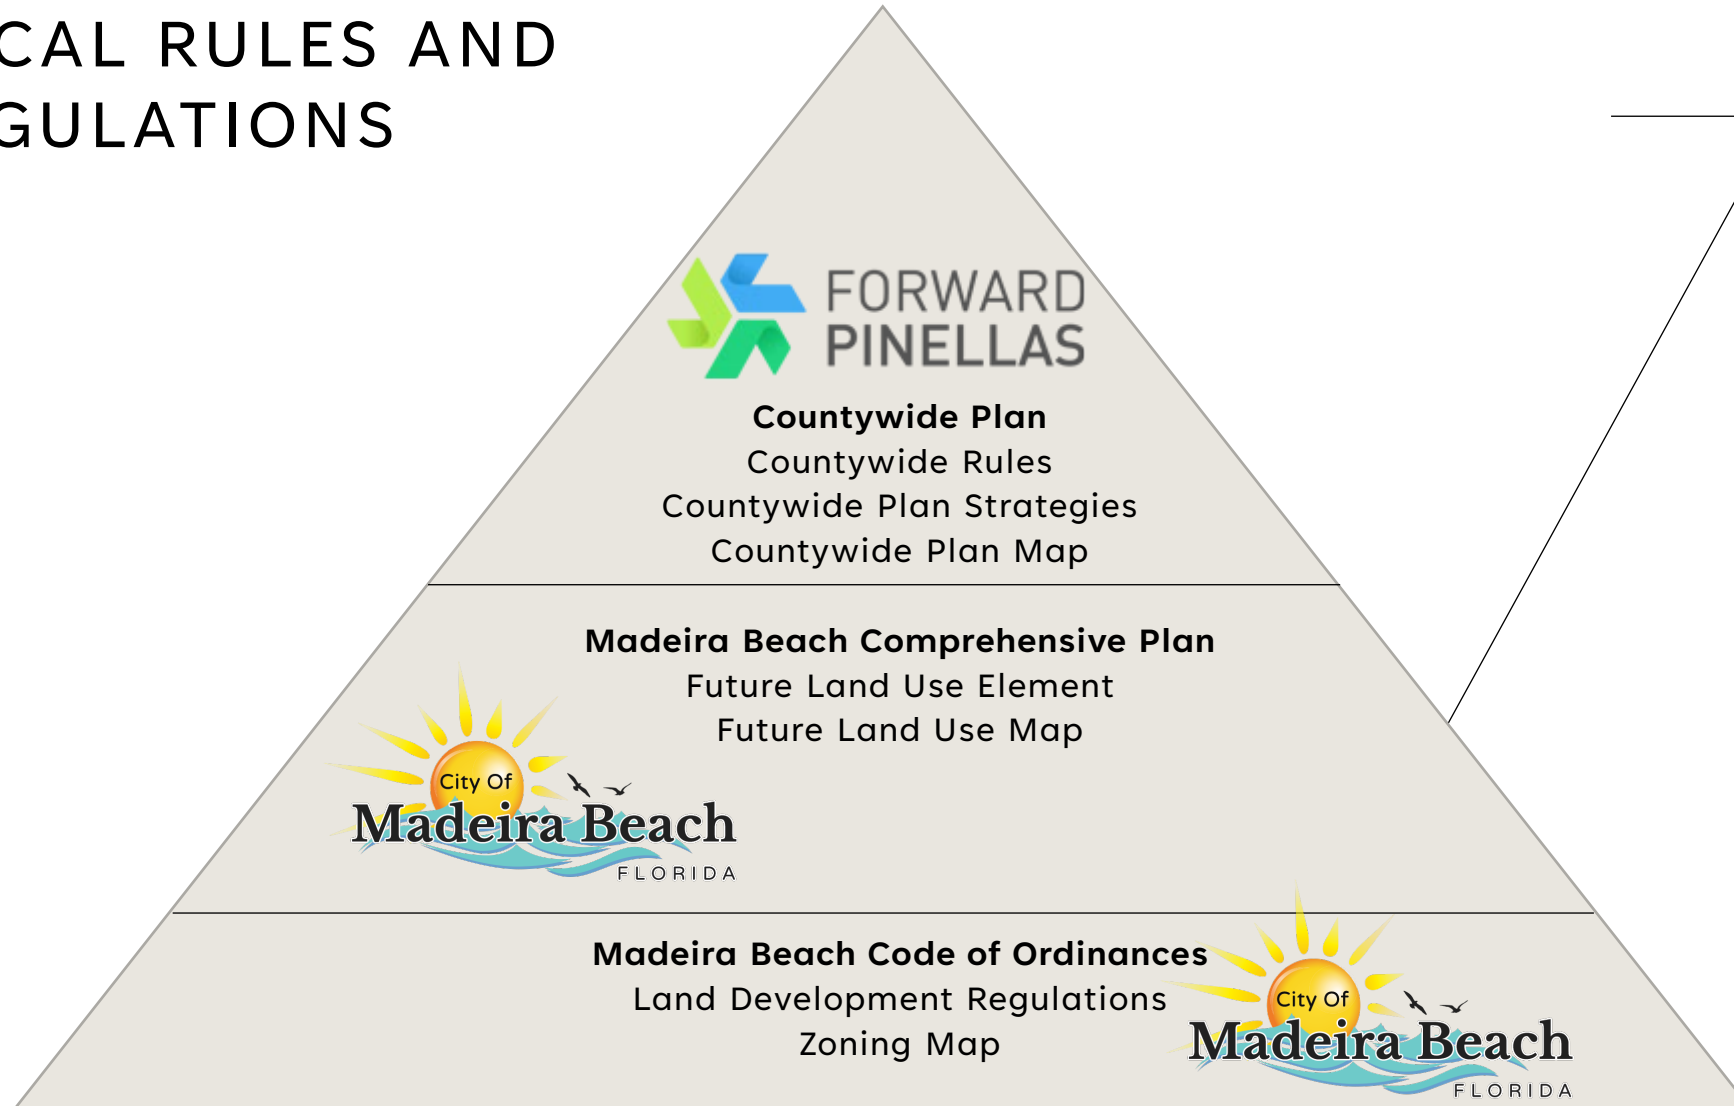 CAL RULES AND
GULATIONS
FORWARD
PINELLAS
Countywide Plan
Countywide Rules
Countywide Plan Strategies
Countywide Plan Map
Madeira Beach Comprehensive Plan
Future Land Use Element
Future Land Use Map
City Of
Madeira Beach
FLORIDA
Madeira Beach Code of Ordinances
Land Development Regulations
Zoning Map
City Of
Madeira Beach
FLORIDA